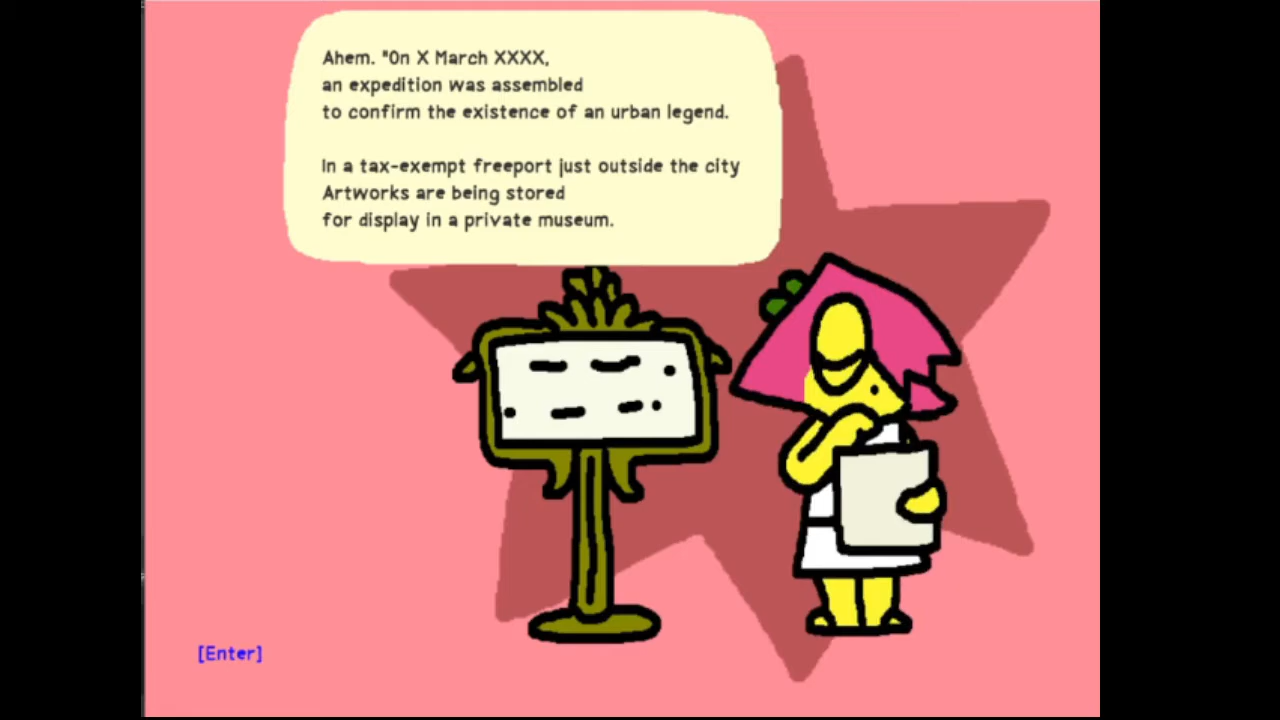 Ahem. "On X March XXXX,
an expedition was assembled
to confirm the existence of an urban legend.
In a tax-exempt freeport just outside the city
Artworks are being stored
for display in a private museum.
[Enter]